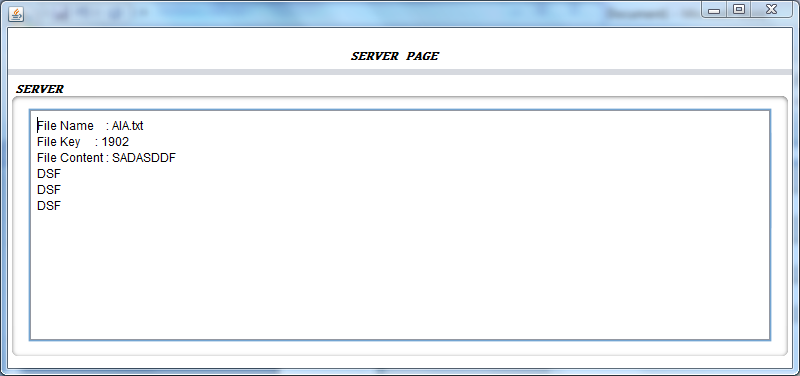 SERVER PAGE
SERVER
File Name : AIA.txt
File Key : 1902
File Content : SADASDDF
DSF
DSF
DSF